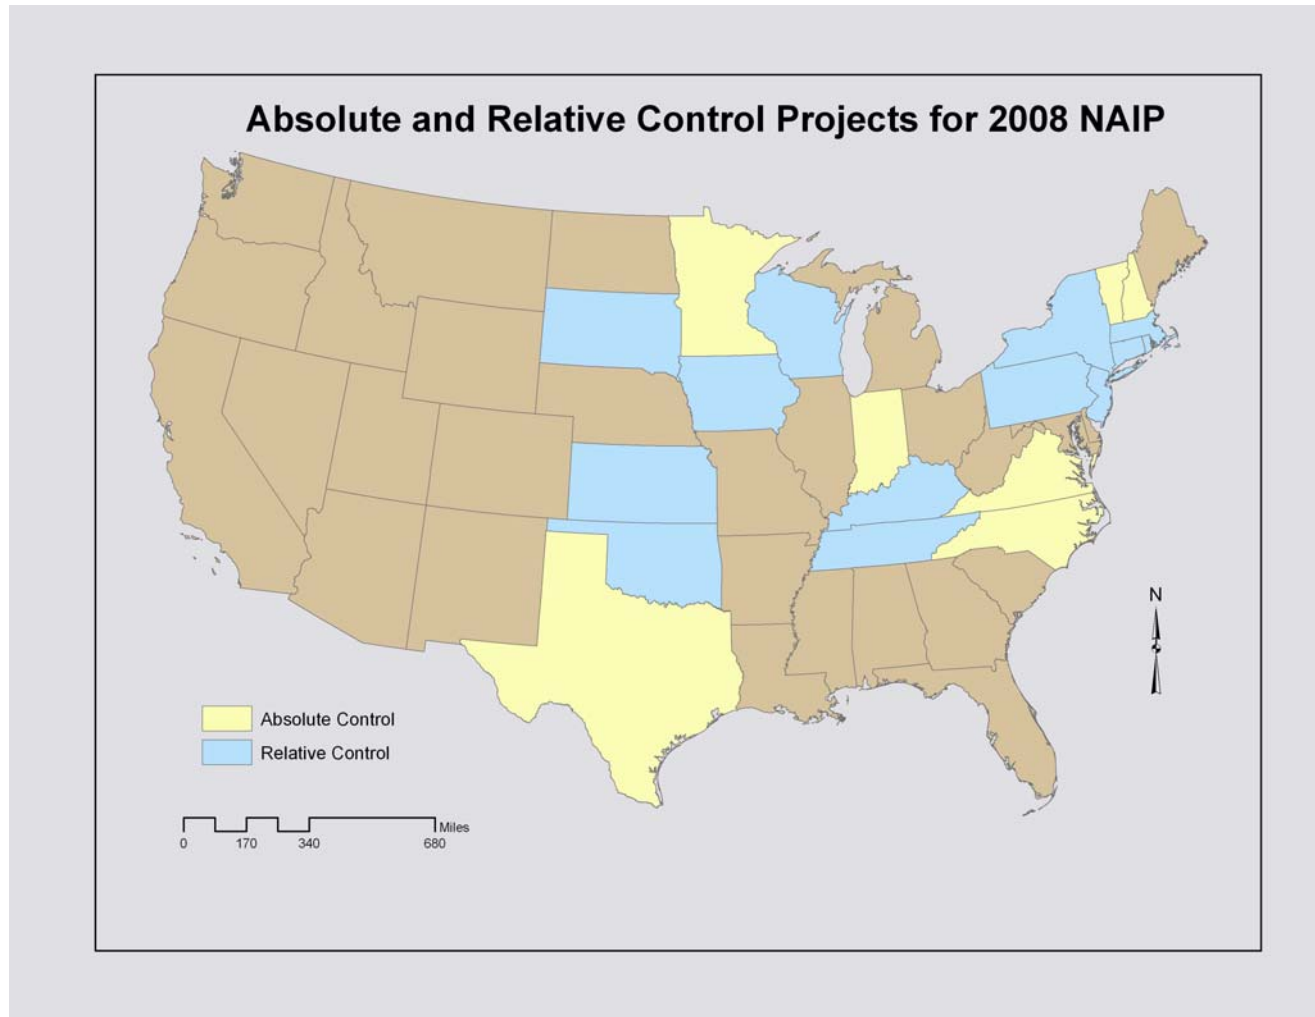 Absolute and Relative Control Projects for 2008 NAIP
N
Absolute Control
Relative Control
Miles
0 170 340 680